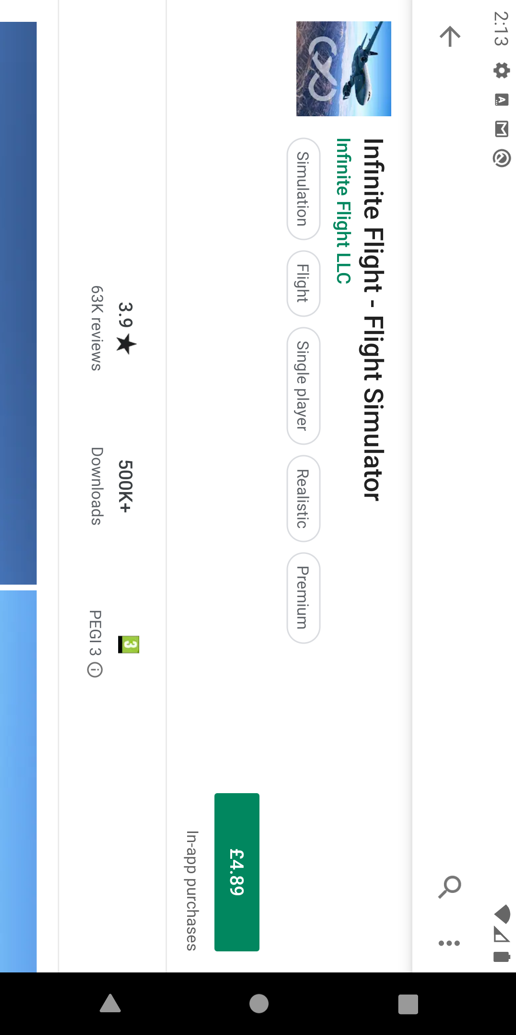 2:13
Infinite Flight - Flight Simulator
Infinite Flight LLC
Simulation Flight Single player Realistic Premium
£4.89
In-app purchases
3.9 ★ 500K+ 3
63K reviews Downloads PEGI 3